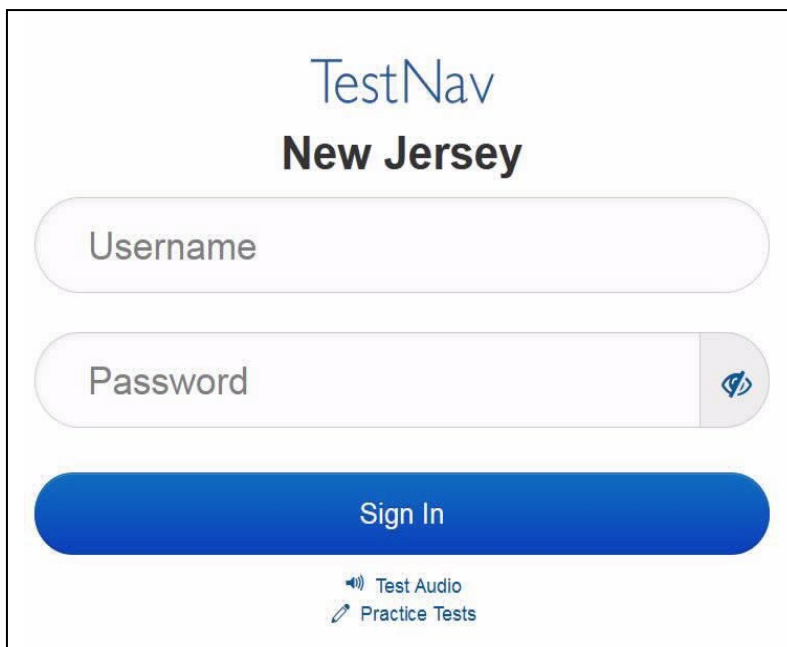 TestNav
New Jersey
Username
Password
Sign In
Test Audio
Practice Tests